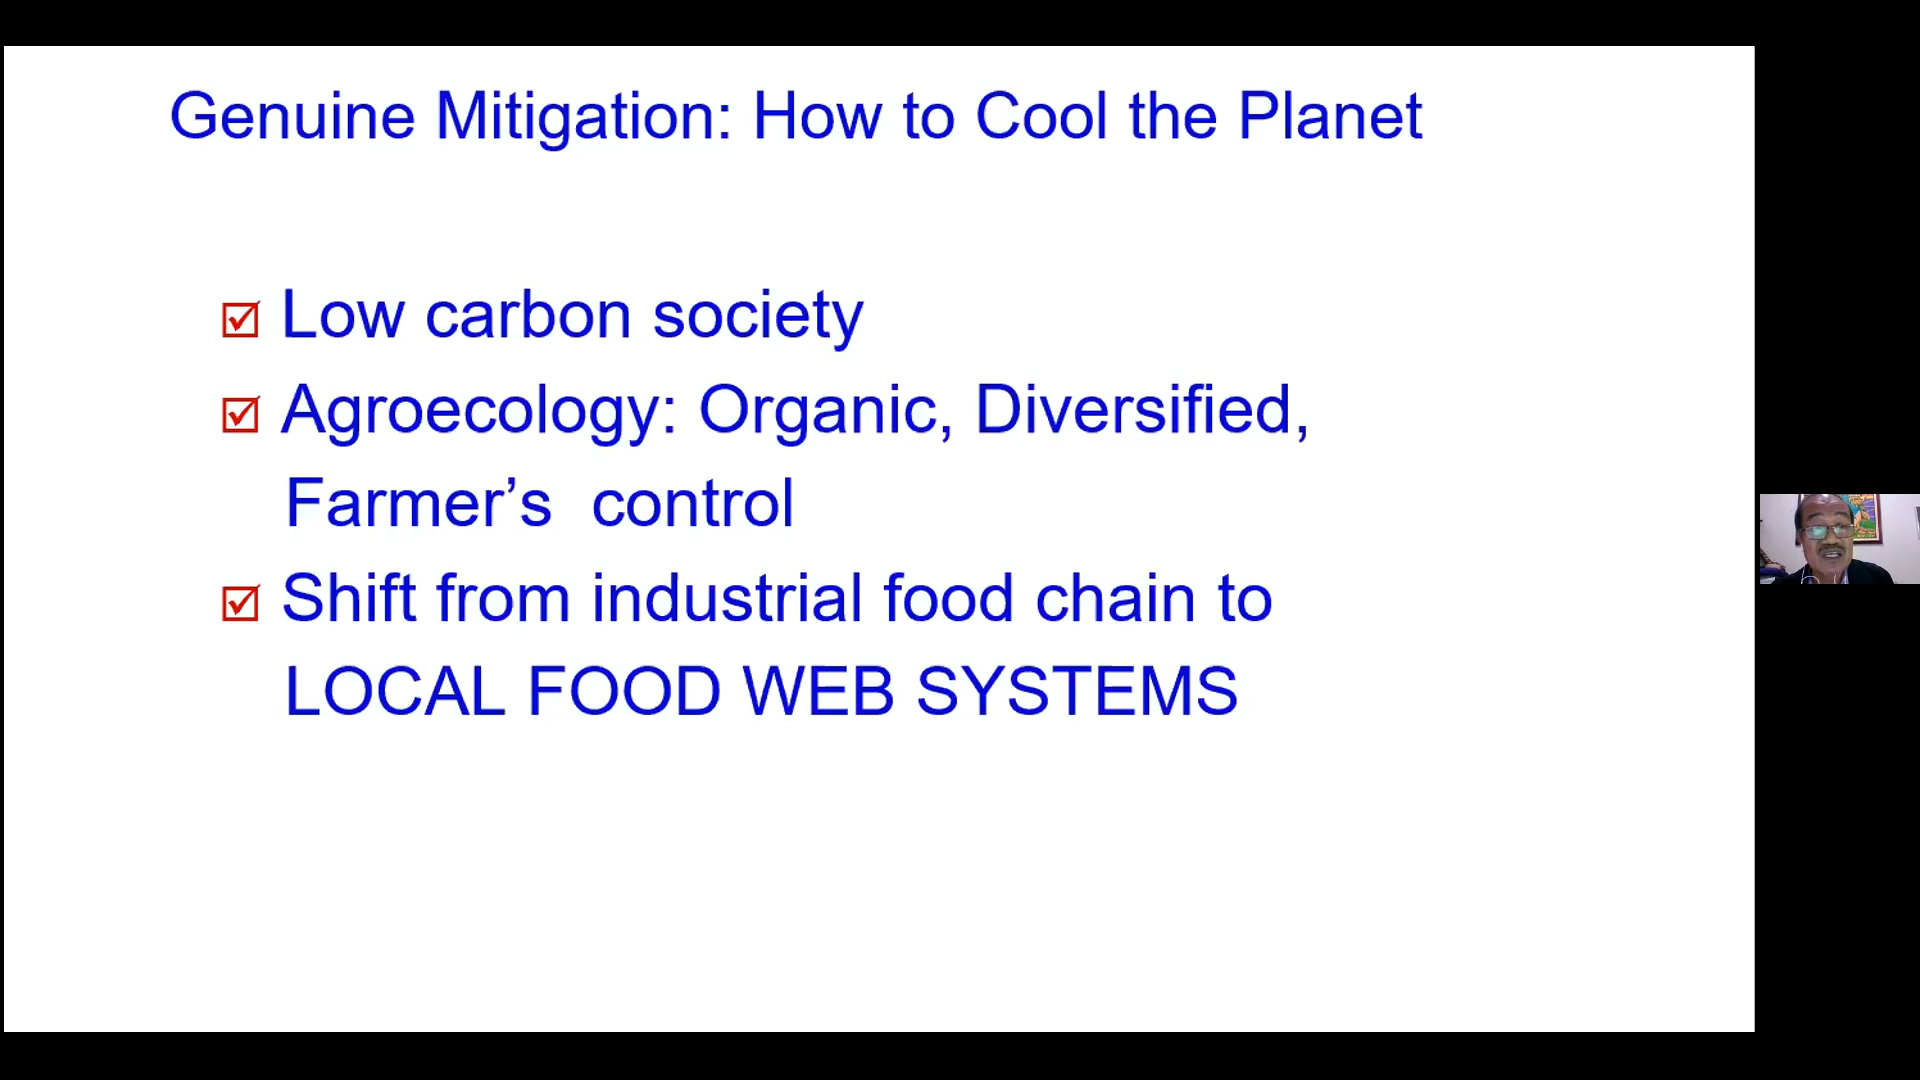 Genuine Mitigation: How to Cool the Planet
Low carbon society
Agroecology: Organic, Diversified,
Farmer’s control
Shift from industrial food chain to
LOCAL FOOD WEB SYSTEMS